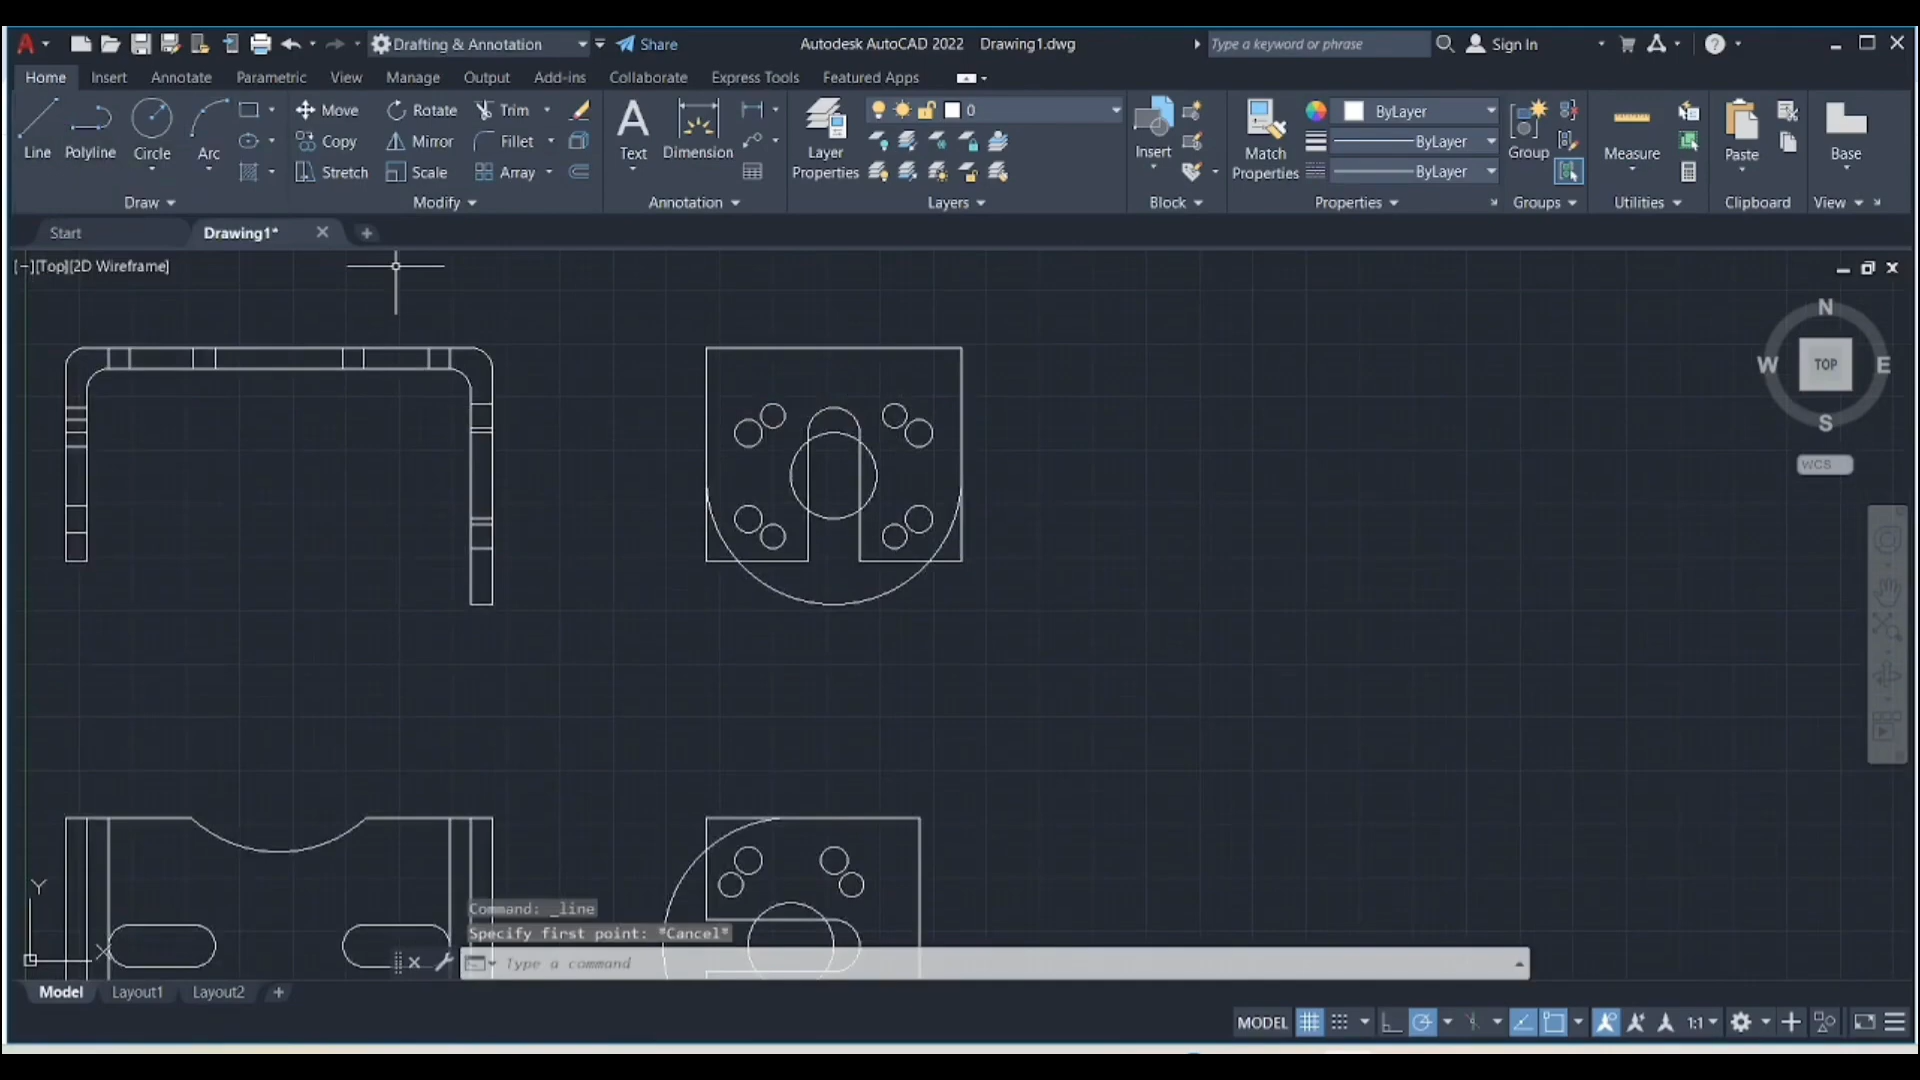 Drafting & Annotation Share Autodesk AutoCAD 2022 Drawing1.dwg Type a keyword or phrase Sign In
Home Insert Annotate Parametric View Manage Output Add-ins Collaborate Express Tools Featured Apps
Line Polyline Circle Arc
Move Rotate Trim
Copy Mirror Fillet
Stretch Scale Array
Text Dimension
Layer Properties
0
Insert
Match Properties
ByLayer
ByLayer
ByLayer
Group
Measure
Paste
Base
Draw Modify Annotation Layers Block Properties Groups Utilities Clipboard View
Start Drawing1*
[−][Top][2D Wireframe]
N
W TOP E
S
WCS
Y
X
Command: _line
Specify first point: *Cancel*
Type a command
Model Layout1 Layout2
MODEL 1:1